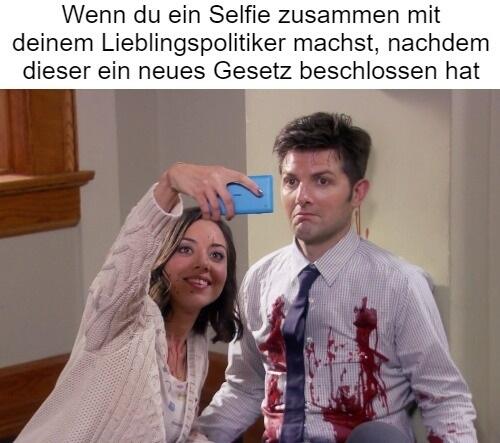 Wenn du ein Selfie zusammen mit
deinem Lieblingspolitiker machst, nachdem
dieser ein neues Gesetz beschlossen hat